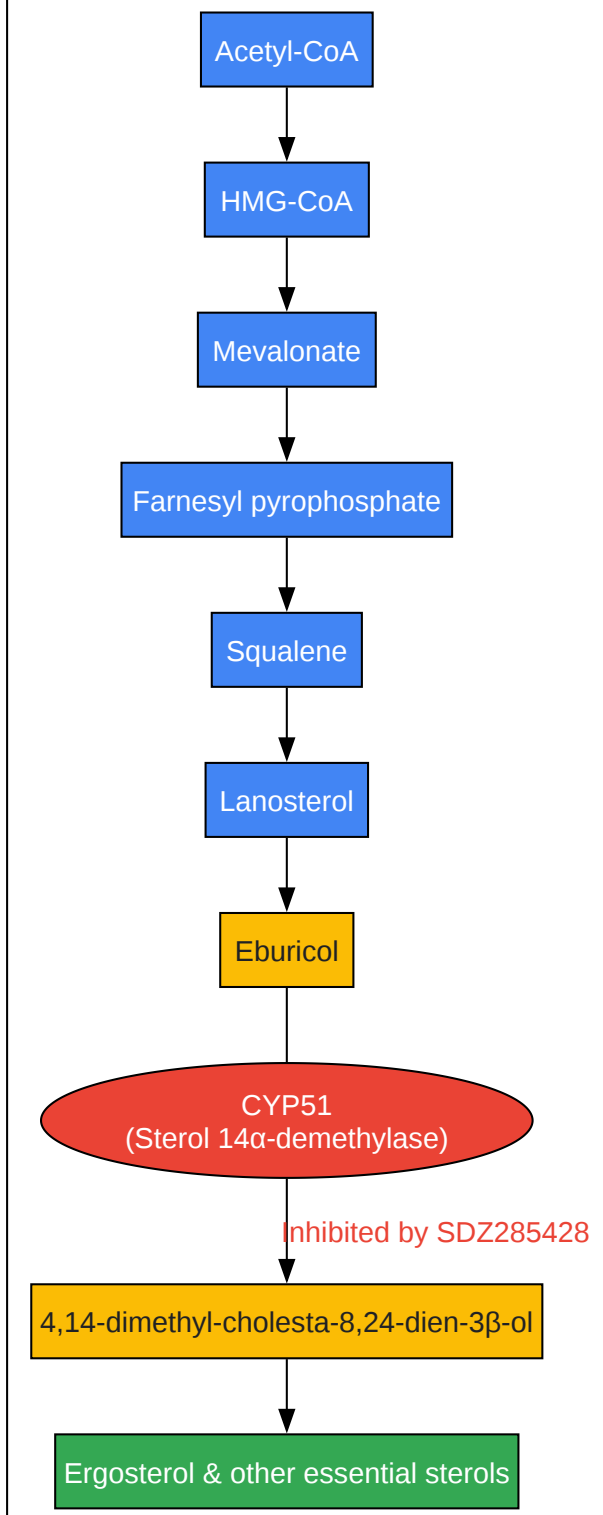 Acetyl-CoA
HMG-CoA
Mevalonate
Farnesyl pyrophosphate
Squalene
Lanosterol
Eburicol
CYP51
(Sterol 14α-demethylase)
Inhibited by SDZ285428
4,14-dimethyl-cholesta-8,24-dien-3β-ol
Ergosterol & other essential sterols